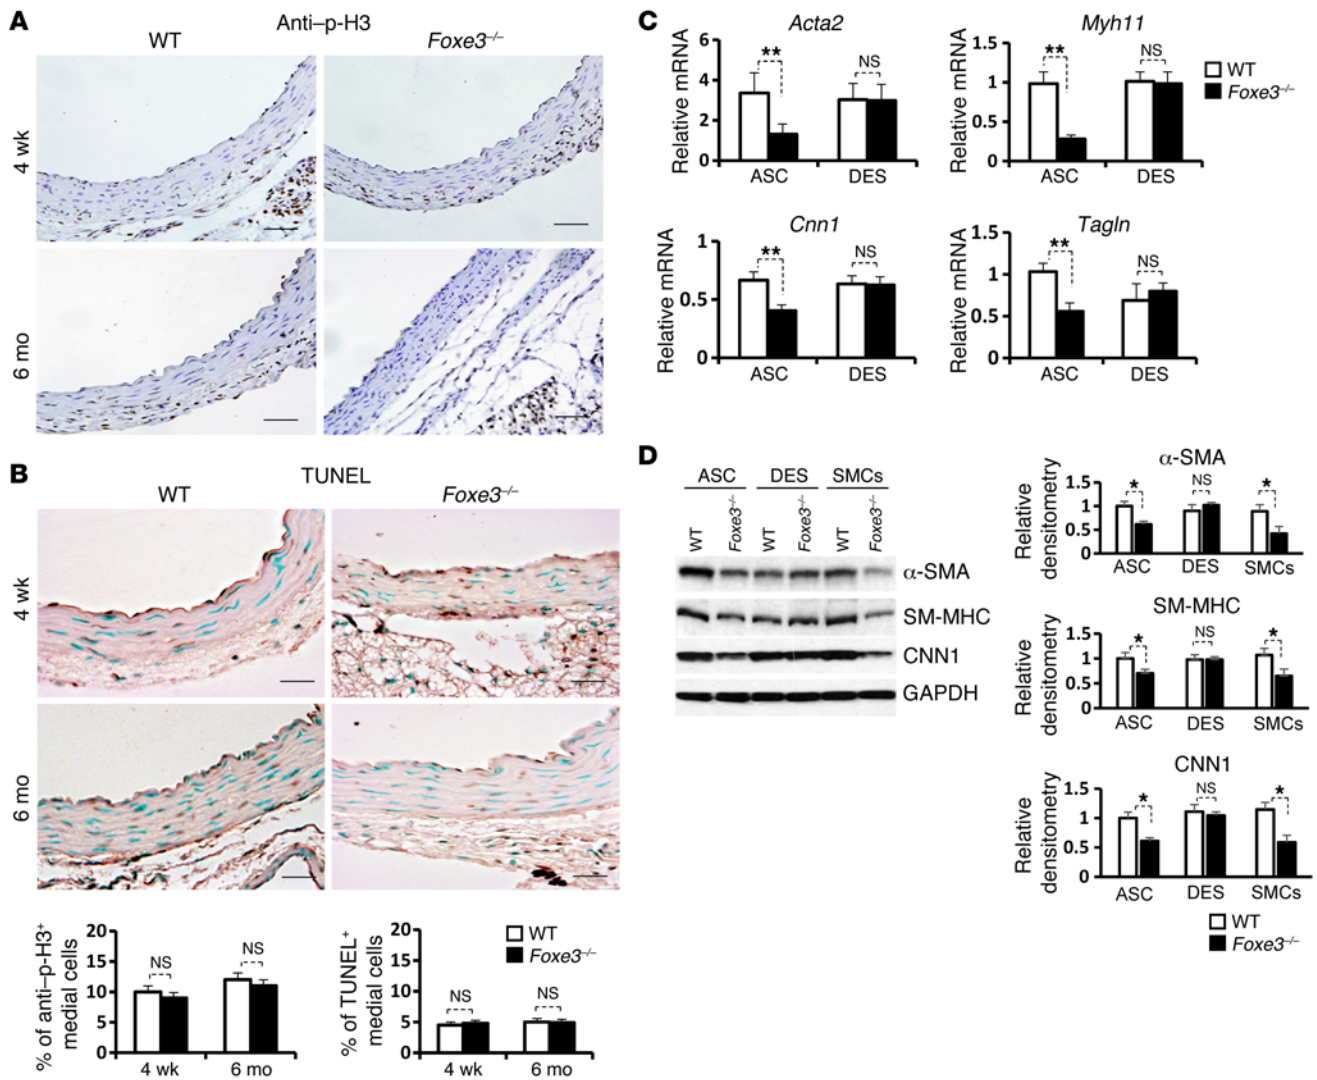 A
Anti–p-H3
WT
Foxe3–/–
4 wk
6 mo
B
TUNEL
WT
Foxe3–/–
4 wk
6 mo
% of anti–p-H3+
medial cells
20
15
10
5
0
NS
NS
4 wk
6 mo
% of TUNEL+
medial cells
20
15
10
5
0
NS
NS
4 wk
6 mo
WT
Foxe3–/–
C
Acta2
Relative mRNA
6
4
2
0
**
NS
ASC
DES
Myh11
Relative mRNA
1.5
1
0.5
0
**
NS
ASC
DES
WT
Foxe3–/–
Cnn1
Relative mRNA
1
0.5
0
**
NS
ASC
DES
Tagln
Relative mRNA
1.5
1
0.5
0
**
NS
ASC
DES
D
ASC DES SMCs
WT
Foxe3–/–
WT
Foxe3–/–
WT
Foxe3–/–
α-SMA
SM-MHC
CNN1
GAPDH
α-SMA
Relative
densitometry
1.5
1
0.5
0
*
NS
*
ASC
DES
SMCs
SM-MHC
Relative
densitometry
1.5
1
0.5
0
*
NS
*
ASC
DES
SMCs
CNN1
Relative
densitometry
1.5
1
0.5
0
*
NS
*
ASC
DES
SMCs
WT
Foxe3–/–